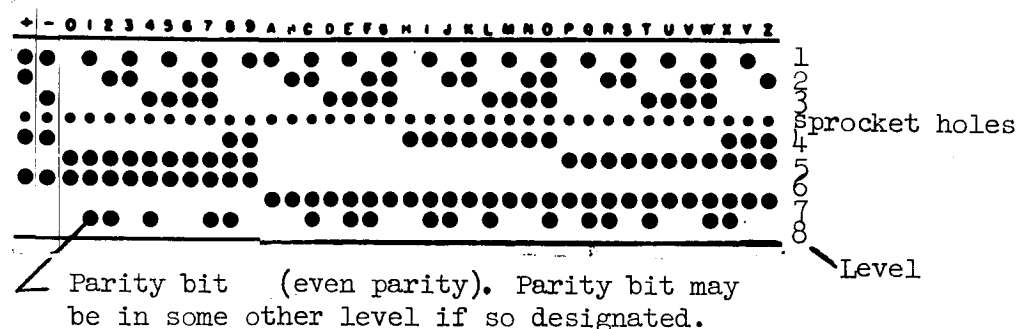 + - 0 1 2 3 4 5 6 7 8 9 A B C D E F G H I J K L M N O P Q R S T U V W X Y Z
1
2
3
sprocket holes
4
5
6
7
8
Level
Parity bit (even parity). Parity bit may
be in some other level if so designated.